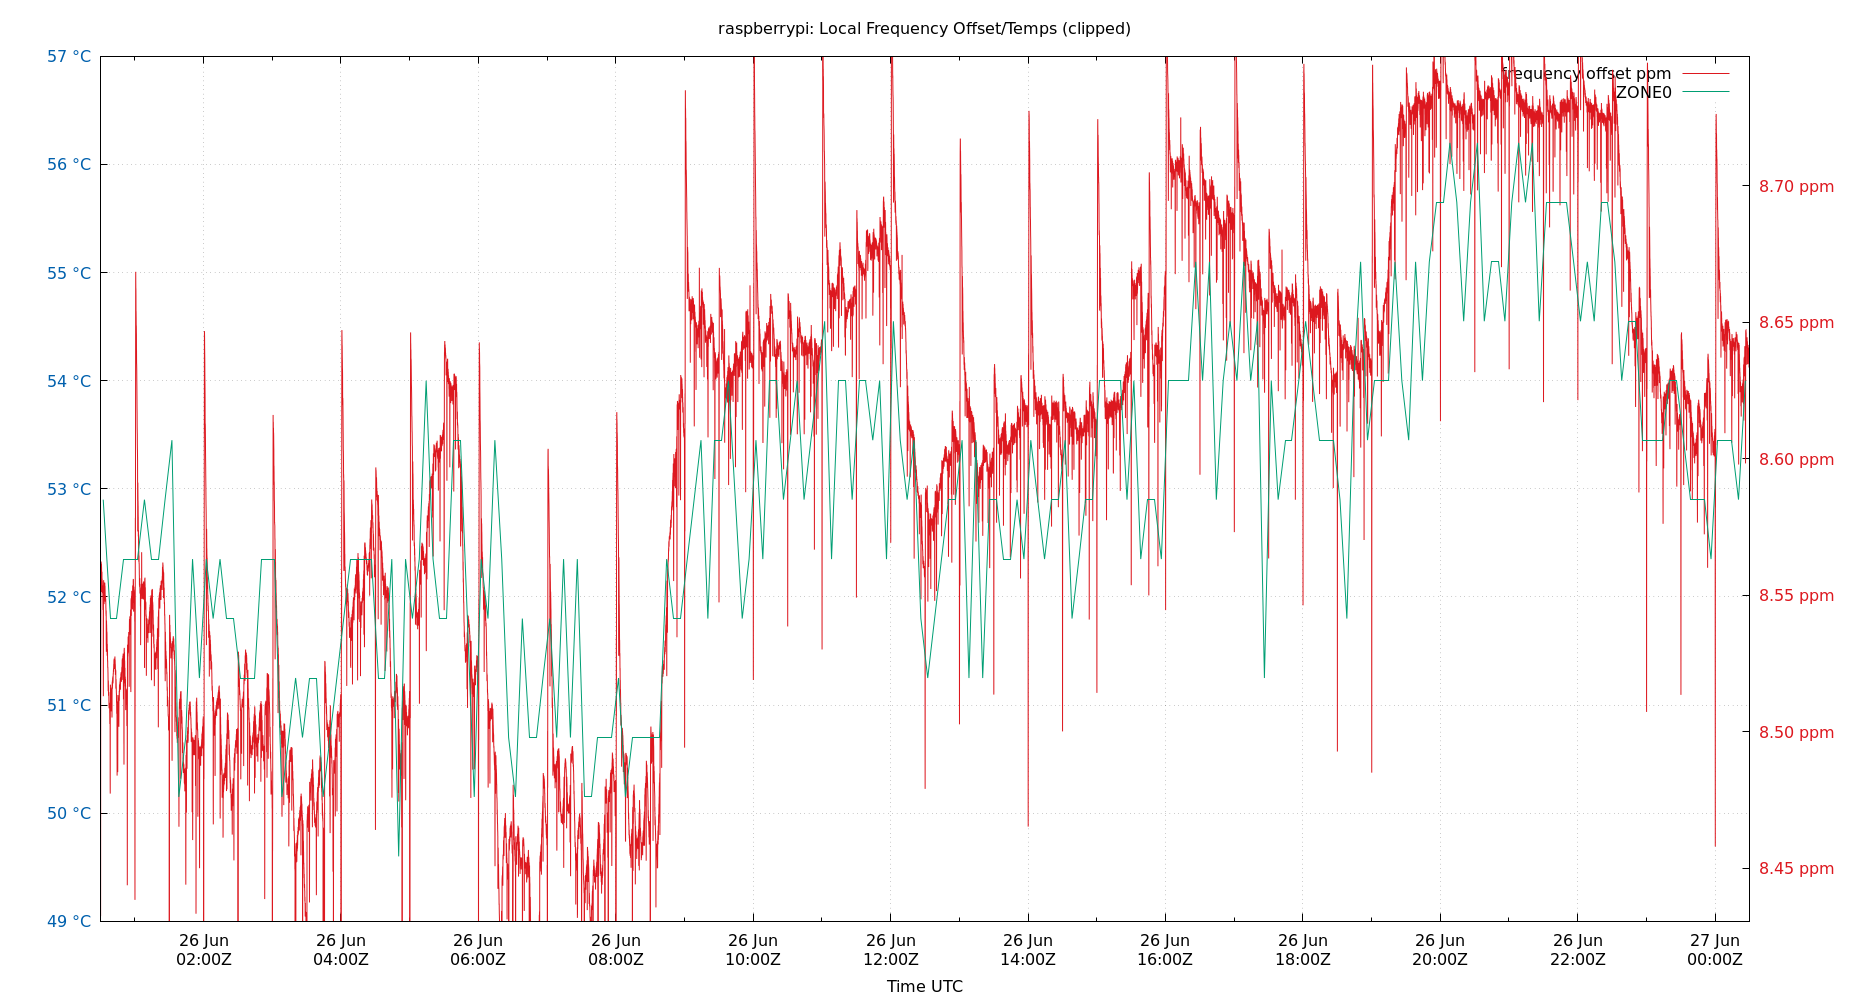 raspberrypi: Local Frequency Offset/Temps (clipped)
57 °C
56 °C
55 °C
54 °C
53 °C
52 °C
51 °C
50 °C
49 °C
frequency offset ppm
ZONE0
8.70 ppm
8.65 ppm
8.60 ppm
8.55 ppm
8.50 ppm
8.45 ppm
26 Jun 26 Jun 26 Jun 26 Jun 26 Jun 26 Jun 26 Jun 26 Jun 26 Jun 26 Jun 26 Jun 27 Jun
02:00Z 04:00Z 06:00Z 08:00Z 10:00Z 12:00Z 14:00Z 16:00Z 18:00Z 20:00Z 22:00Z 00:00Z
Time UTC